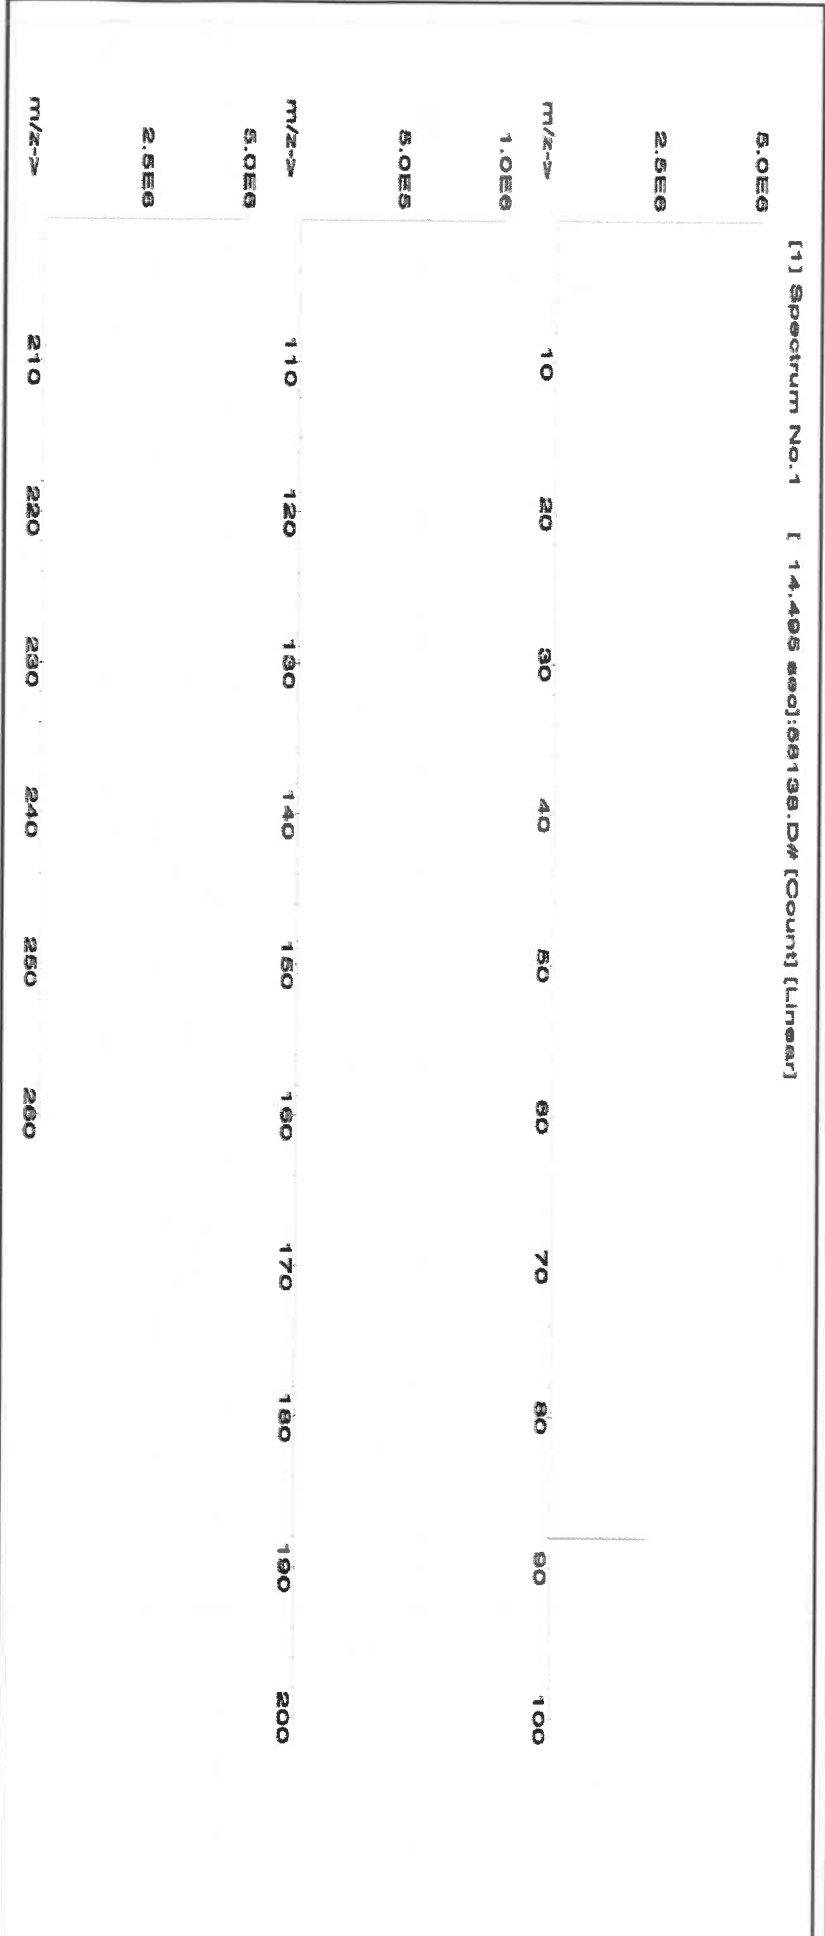 [1] Spectrum No.1 [ 14.495 sec]:58138.D# [Count] [Linear]
5.0E6
2.5E6
m/z-> 10 20 30 40 50 60 70 80 90 100
1.0E6
5.0E5
m/z-> 110 120 130 140 150 160 170 180 190 200
5.0E6
2.5E6
m/z-> 210 220 230 240 250 260